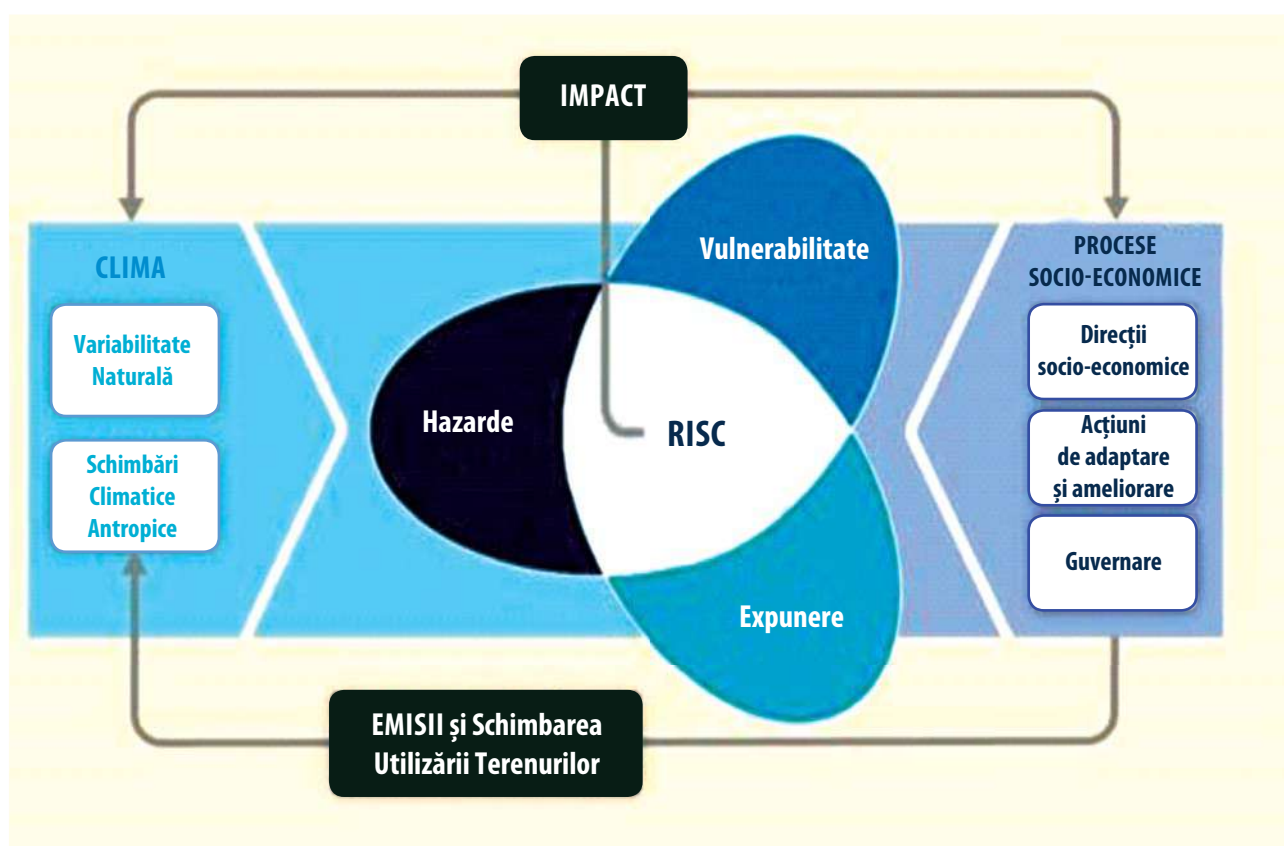 IMPACT
CLIMA
Variabilitate
Naturală
Schimbări
Climatice
Antropice
Vulnerabilitate
Hazarde
RISC
Expunere
PROCESE
SOCIO-ECONOMICE
Direcții
socio-economice
Acțiuni
de adaptare
și ameliorare
Guvernare
EMISII și Schimbarea
Utilizării Terenurilor